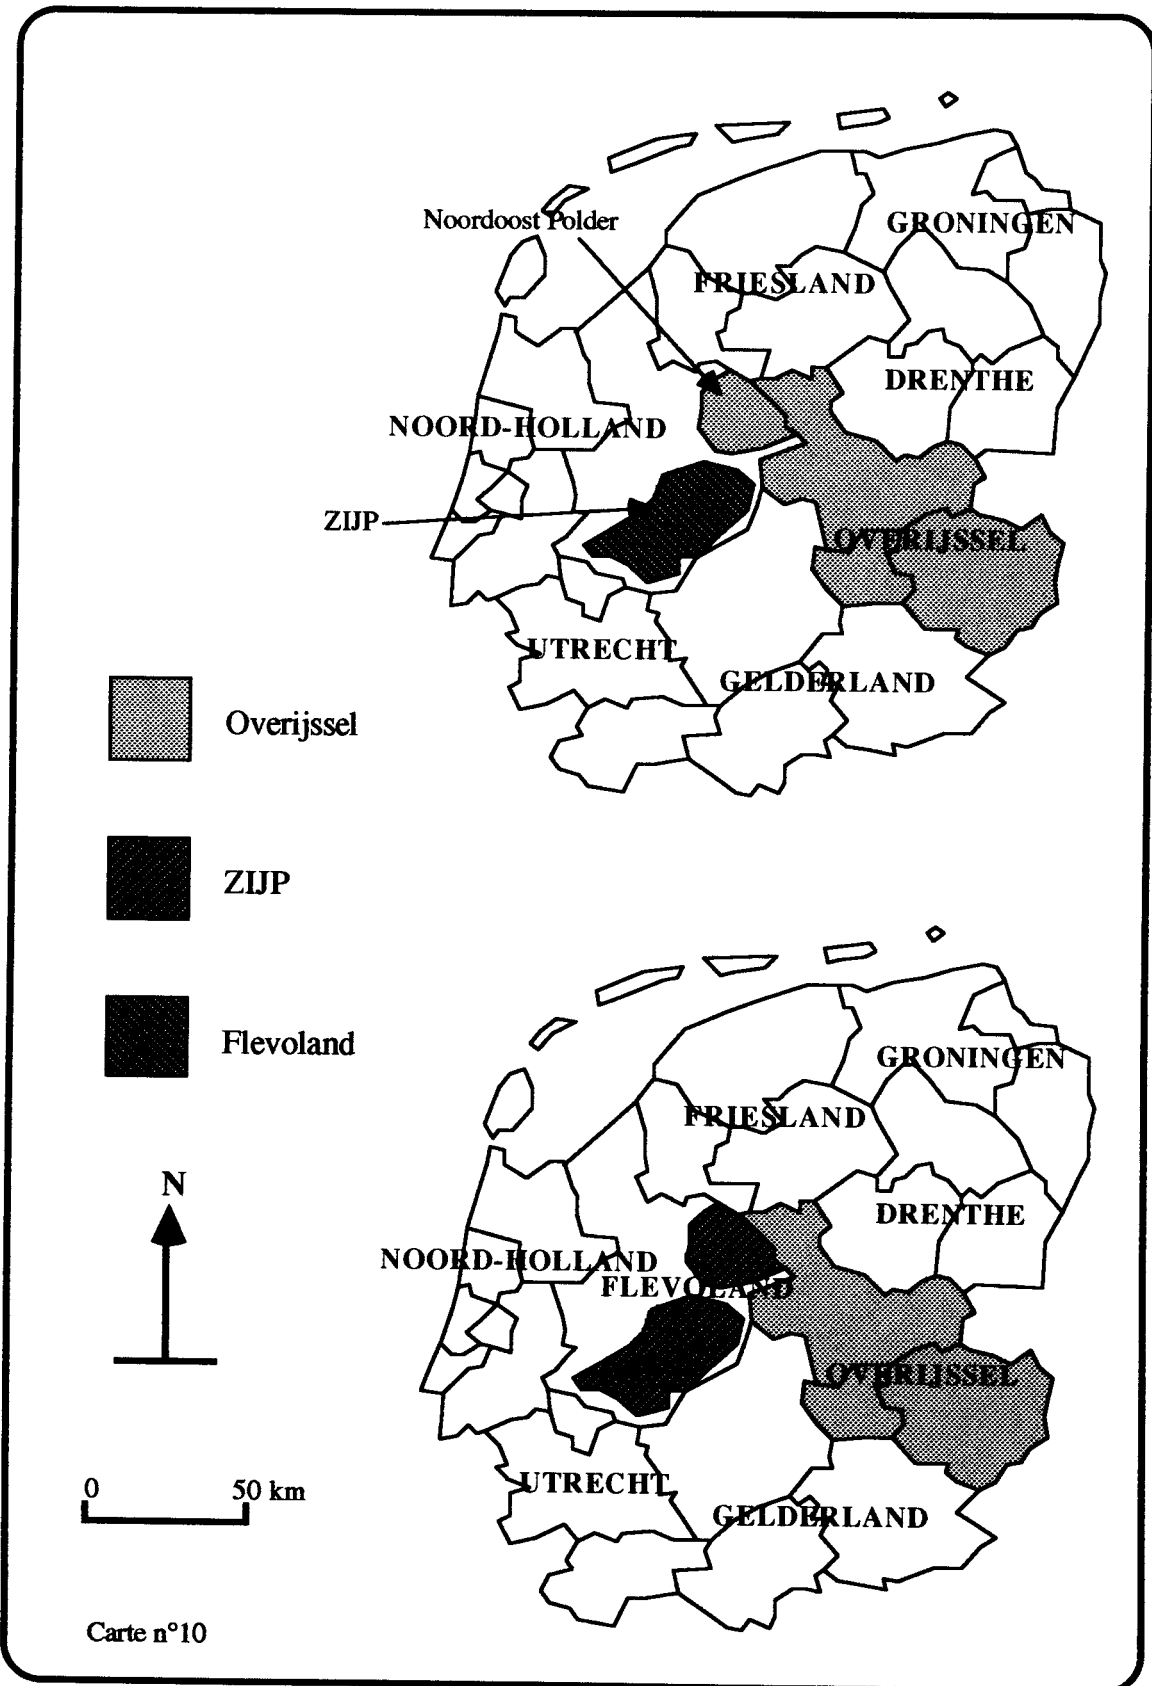 Noordoost Polder
GRONINGEN
FRIESLAND
DRENTHE
NOORD-HOLLAND
ZIJP
OVERIJSSEL
UTRECHT
GELDERLAND
Overijssel
ZIJP
Flevoland
N
GRONINGEN
FRIESLAND
DRENTHE
NOORD-HOLLAND
FLEVOLAND
OVERIJSSEL
UTRECHT
GELDERLAND
0 50 km
Carte n°10